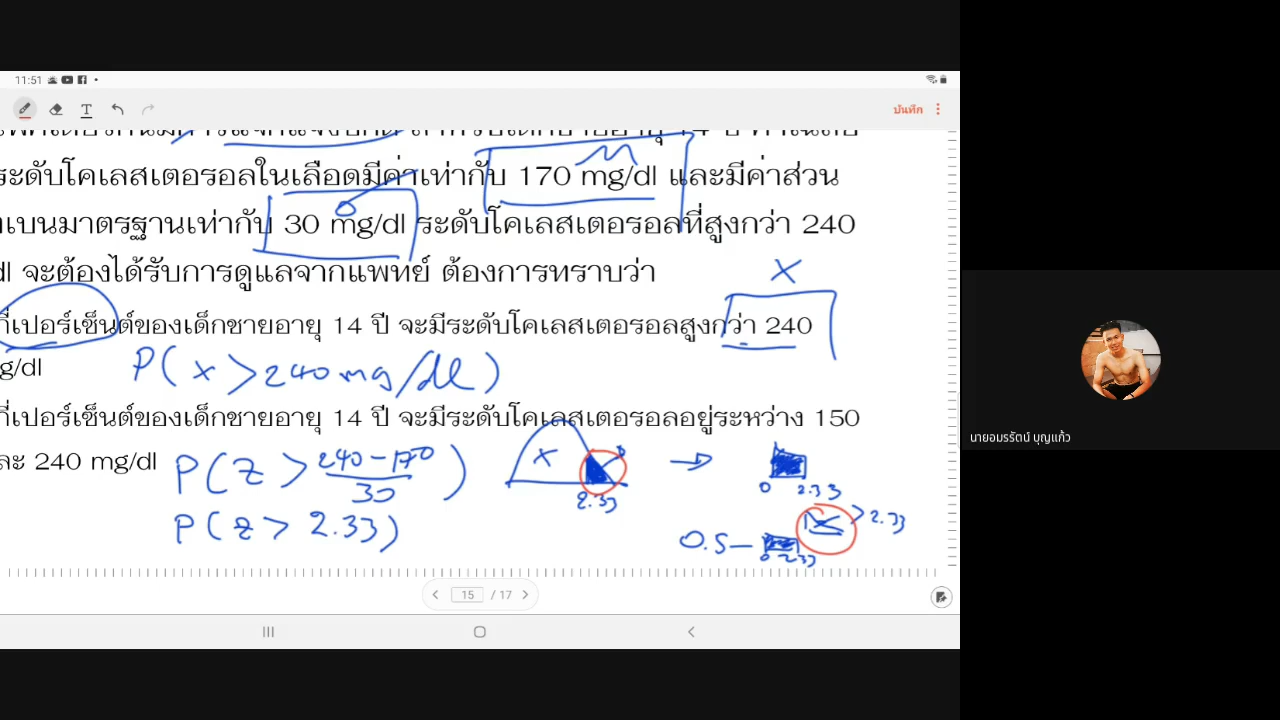 11:51
บันทึก
ระดับโคเลสเตอรอลในเลือดมีค่าเท่ากับ 170 mg/dl และมีค่าส่วน
เบนมาตรฐานเท่ากับ 30 mg/dl ระดับโคเลสเตอรอลที่สูงกว่า 240
dl จะต้องได้รับการดูแลจากแพทย์ ต้องการทราบว่า
X
กี่เปอร์เซ็นต์ของเด็กชายอายุ 14 ปี จะมีระดับโคเลสเตอรอลสูงกว่า 240
g/dl
P(X > 240 mg/dl)
กี่เปอร์เซ็นต์ของเด็กชายอายุ 14 ปี จะมีระดับโคเลสเตอรอลอยู่ระหว่าง 150
ละ 240 mg/dl
P(Z > 240-170 / 30)
X
2.33
0 2.33
P(Z > 2.33)
0.5 -
0 2.33
> 2.33
15 / 17
นายอมรรัตน์ บุญแก้ว